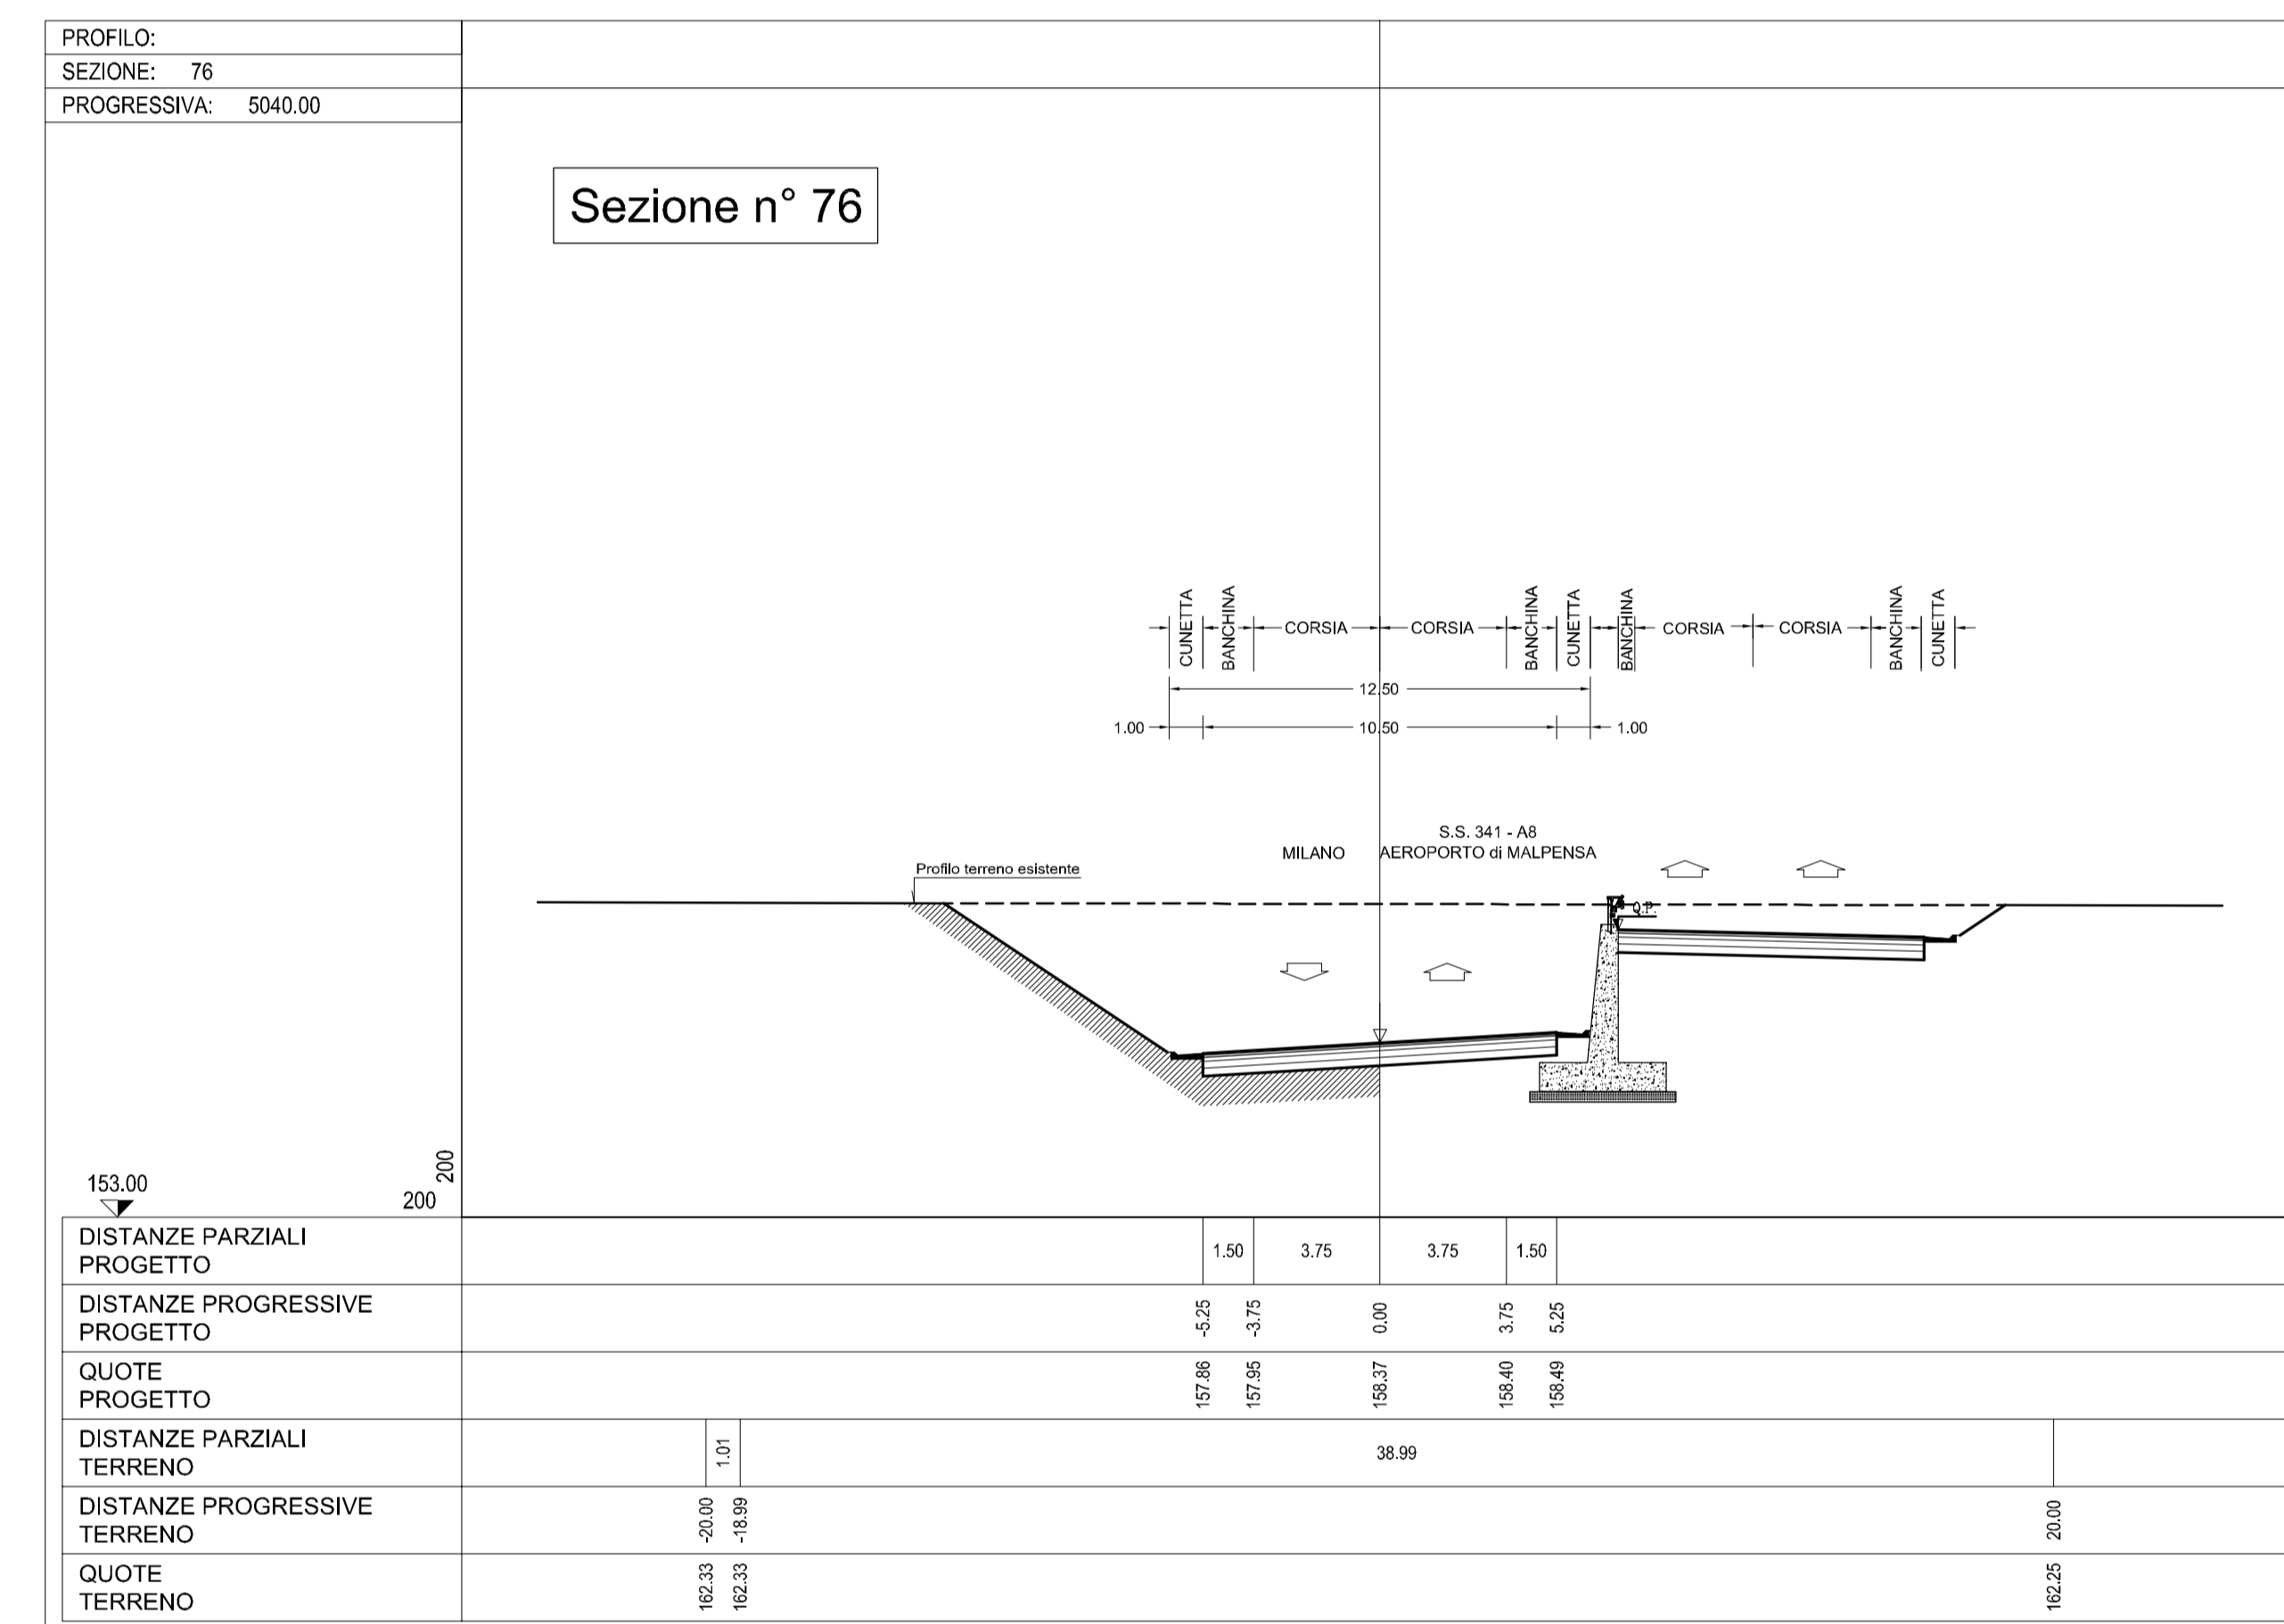 PROFILO:
SEZIONE: 76
PROGRESSIVA: 5040.00
Sezione n° 76
CUNETTA BANCHINA CORSIA CORSIA BANCHINA CUNETTA BANCHINA CORSIA CORSIA BANCHINA CUNETTA
12.50
1.00 10.50 1.00
S.S. 341 - A8
MILANO AEROPORTO di MALPENSA
Profilo terreno esistente
Q.P.
153.00
200
200
DISTANZE PARZIALI
PROGETTO
1.50 3.75 3.75 1.50
DISTANZE PROGRESSIVE
PROGETTO
-5.25 -3.75 0.00 3.75 5.25
QUOTE
PROGETTO
157.86 157.95 158.37 158.40 158.49
DISTANZE PARZIALI
TERRENO
1.01 38.99
DISTANZE PROGRESSIVE
TERRENO
-20.00 -18.99 20.00
QUOTE
TERRENO
162.33 162.33 162.25